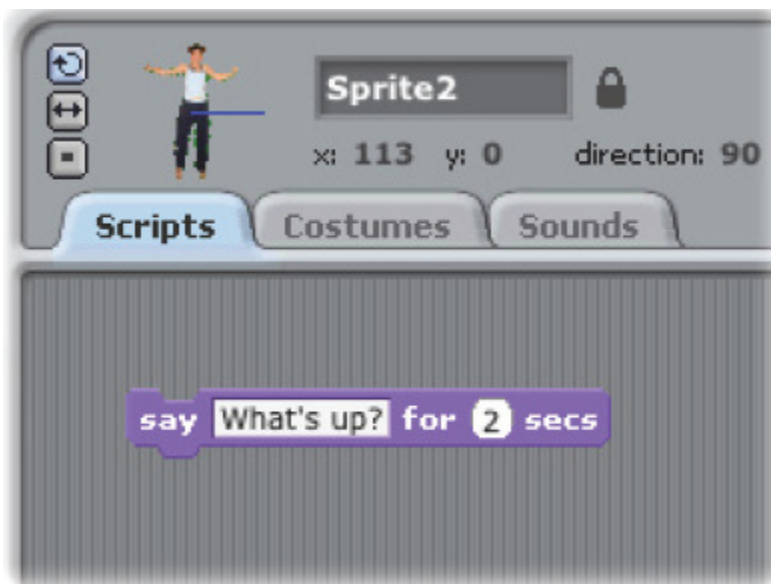 Sprite2
x: 113 y: 0 direction: 90
Scripts Costumes Sounds
say What's up? for 2 secs